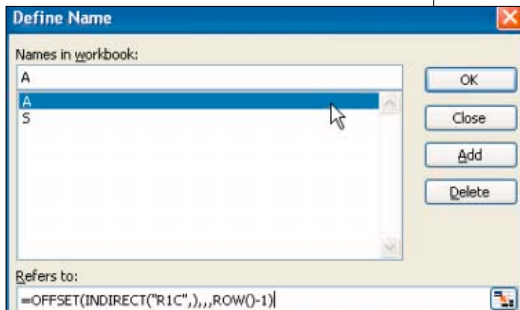 Define Name
Names in workbook:
A
OK
A
S
Close
Add
Delete
Refers to:
=OFFSET(INDIRECT("R1C",),,,ROW()-1)